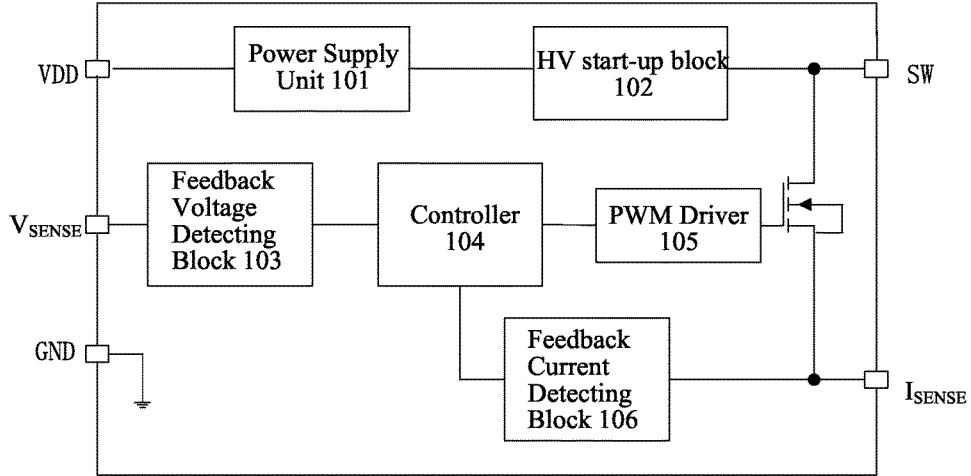 VDD
Power Supply
Unit 101
HV start-up block
102
SW
VSENSE
Feedback
Voltage
Detecting
Block 103
Controller
104
PWM Driver
105
GND
Feedback
Current
Detecting
Block 106
ISENSE